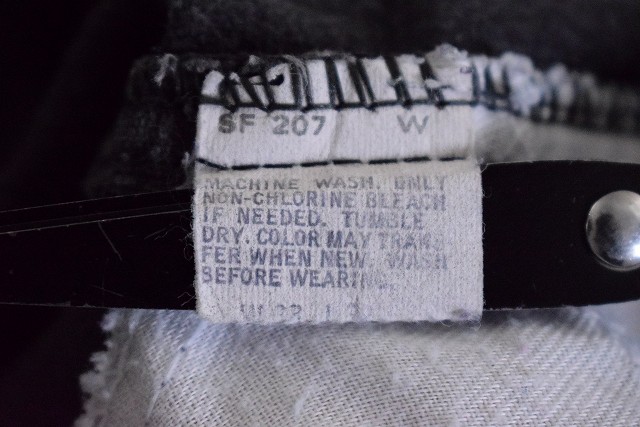 SF 207 W
MACHINE WASH. ONLY
NON-CHLORINE BLEACH
IF NEEDED. TUMBLE
DRY. COLOR MAY TRANS
FER WHEN NEW. WASH
BEFORE WEARING.